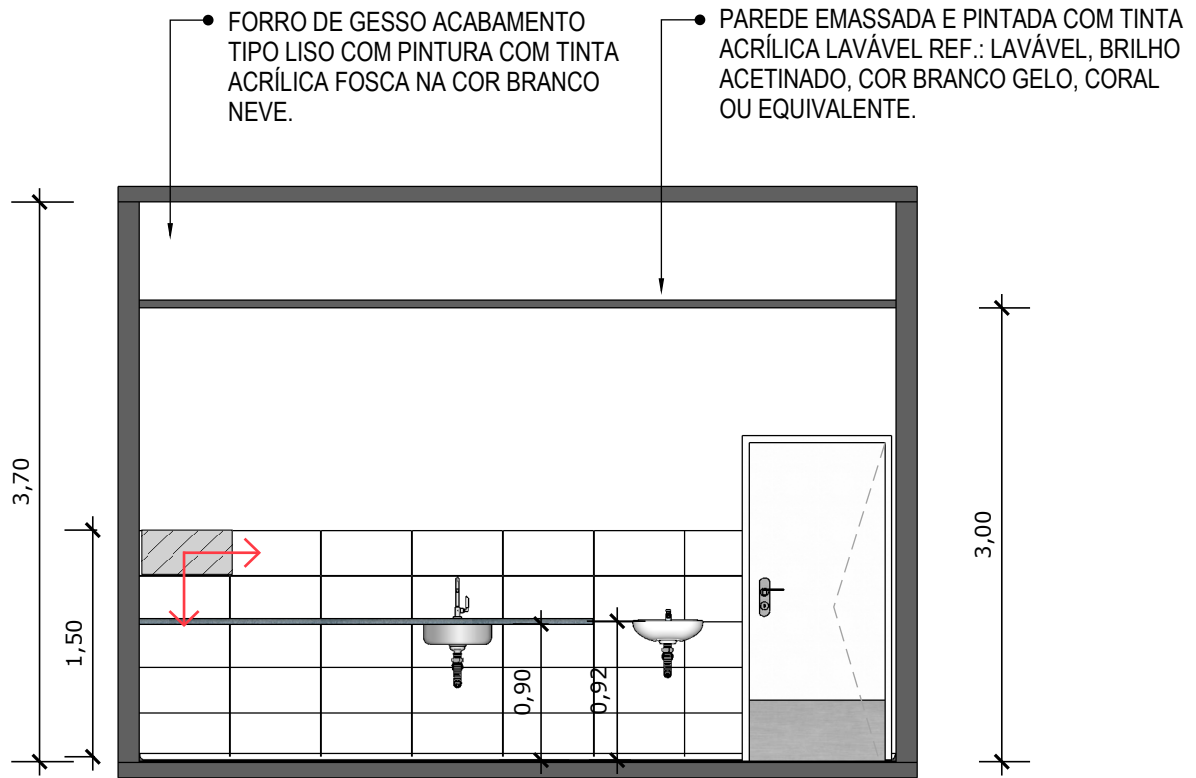 FORRO DE GESSO ACABAMENTO
TIPO LISO COM PINTURA COM TINTA
ACRÍLICA FOSCA NA COR BRANCO
NEVE.
PAREDE EMASSADA E PINTADA COM TINTA
ACRÍLICA LAVÁVEL REF.: LAVÁVEL, BRILHO
ACETINADO, COR BRANCO GELO, CORAL
OU EQUIVALENTE.
3,70
1,50
0,90
0,92
3,00